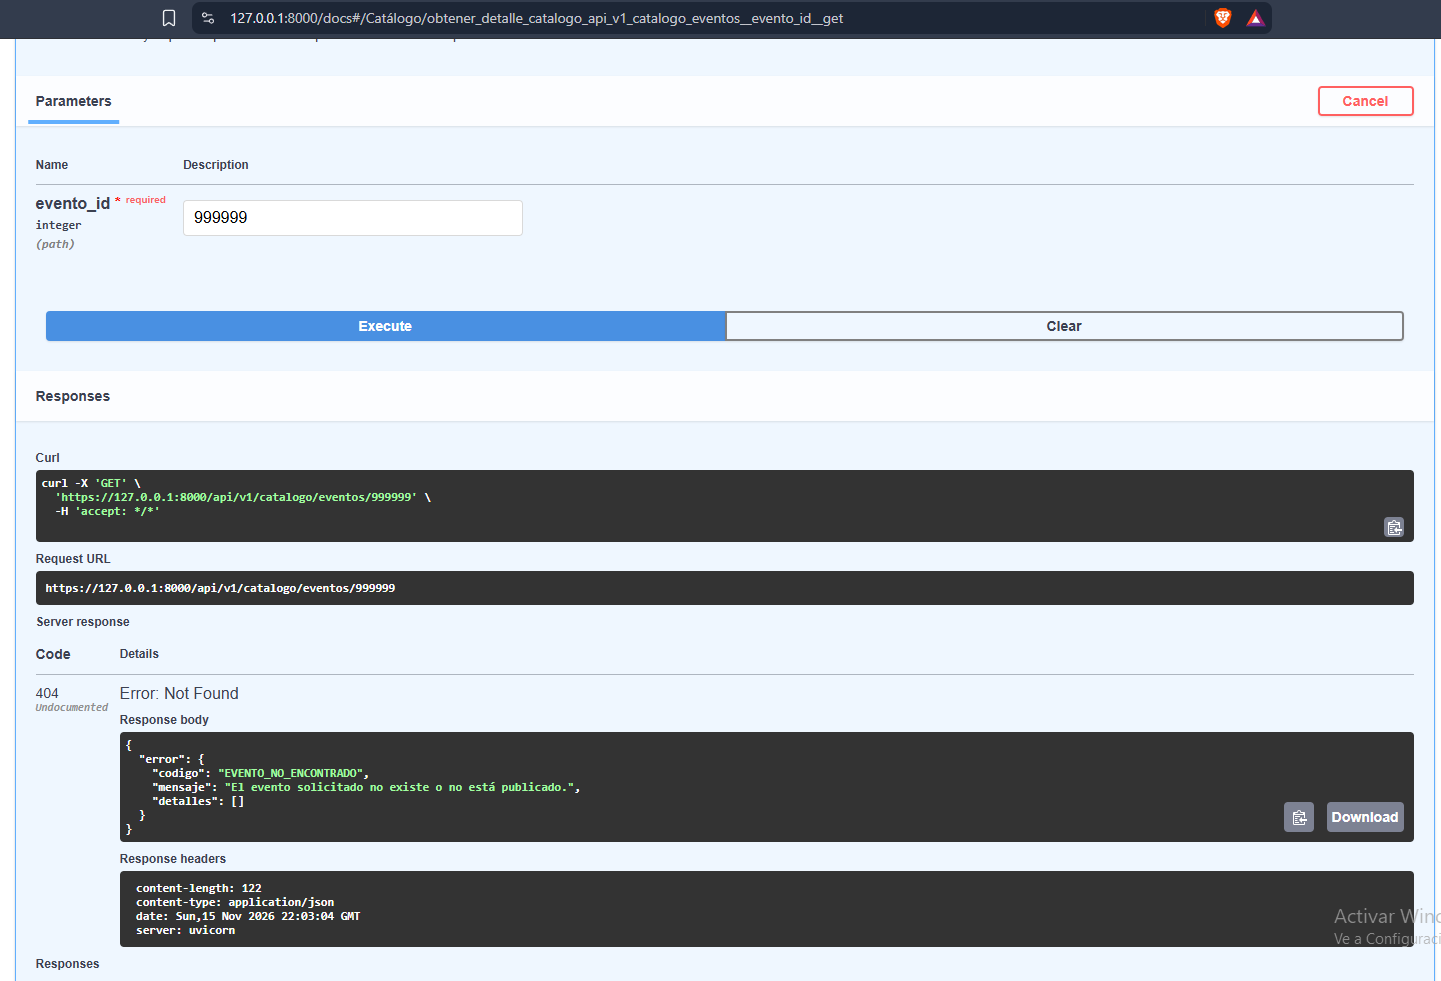 127.0.0.1:8000/docs#/Catálogo/obtener_detalle_catalogo_api_v1_catalogo_eventos__evento_id__get
Parameters
Cancel
Name Description
evento_id * required
integer
(path)
999999
Execute Clear
Responses
Curl
curl -X 'GET' \
'https://127.0.0.1:8000/api/v1/catalogo/eventos/999999' \
-H 'accept: */*'
Request URL
https://127.0.0.1:8000/api/v1/catalogo/eventos/999999
Server response
Code Details
404 Error: Not Found
Undocumented
Response body
{
"error": {
"codigo": "EVENTO_NO_ENCONTRADO",
"mensaje": "El evento solicitado no existe o no está publicado.",
"detalles": []
}
}
Download
Response headers
content-length: 122
content-type: application/json
date: Sun,15 Nov 2026 22:03:04 GMT
server: uvicorn
Activar Wind
Ve a Configuraci
Responses